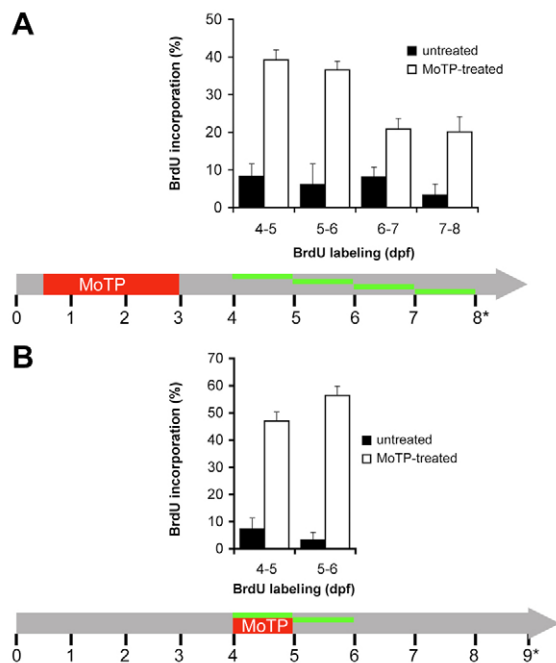 A
BrdU incorporation (%)
50
40
30
20
10
0
untreated
MoTP-treated
4-5 5-6 6-7 7-8
BrdU labeling (dpf)
MoTP
0 1 2 3 4 5 6 7 8*
B
BrdU incorporation (%)
70
60
50
40
30
20
10
0
untreated
MoTP-treated
4-5 5-6
BrdU labeling (dpf)
MoTP
0 1 2 3 4 5 6 7 8 9*